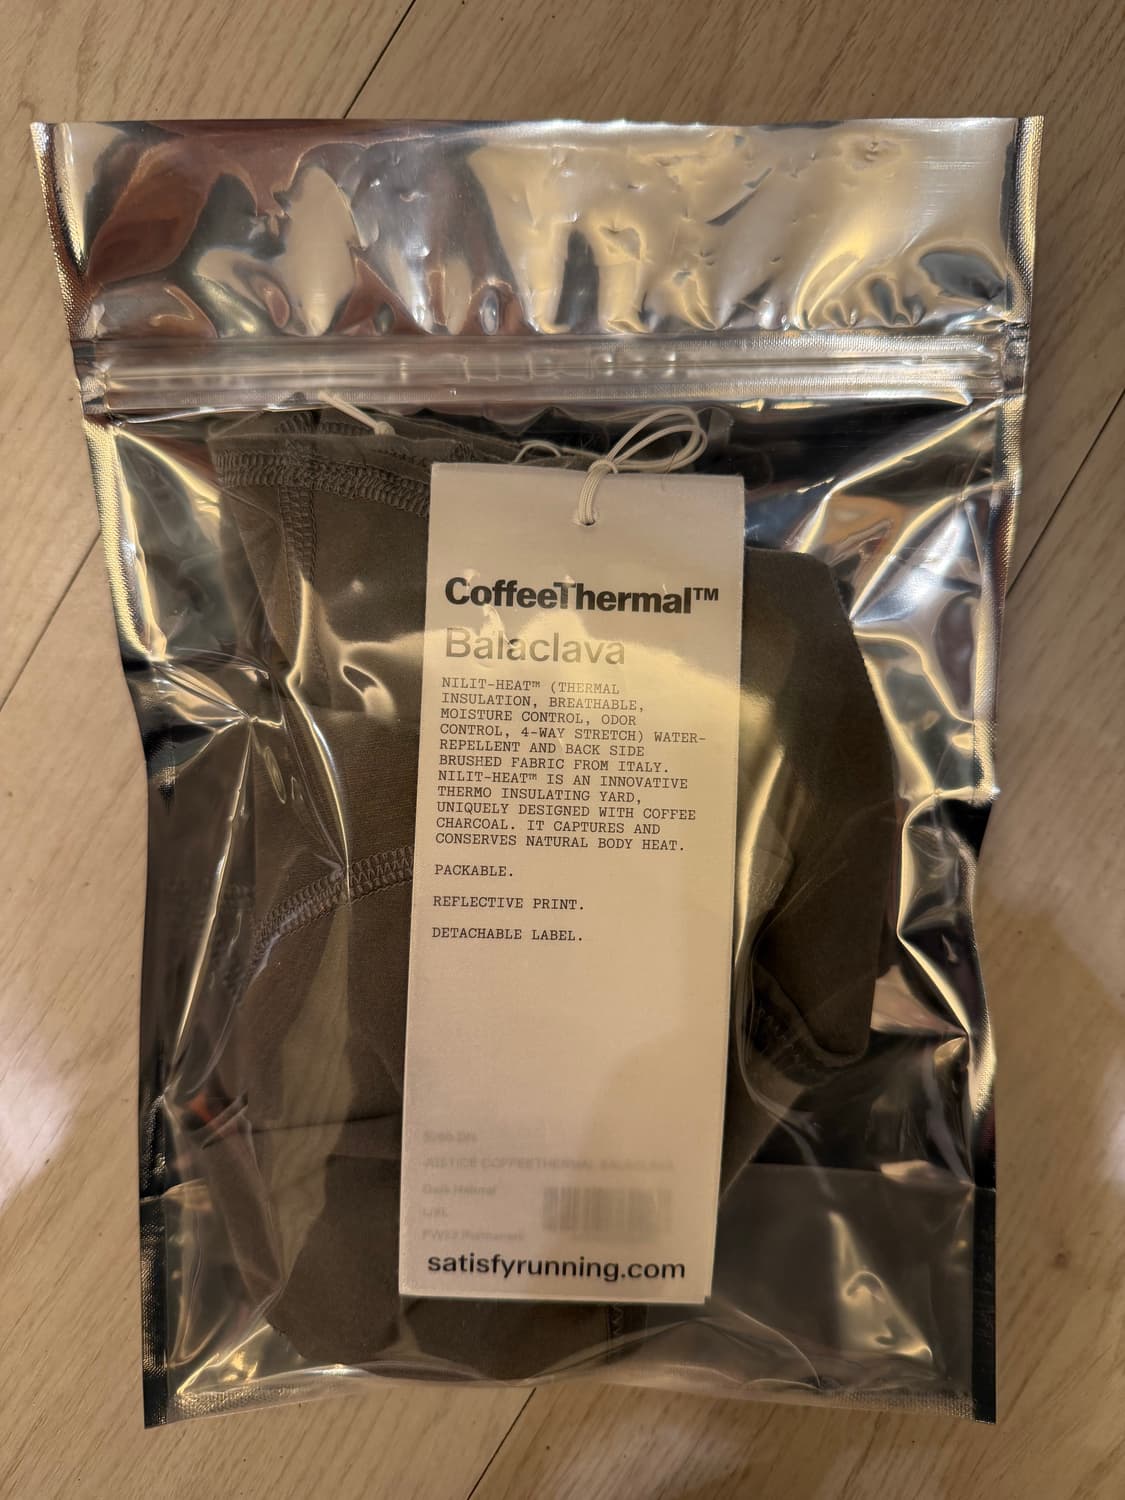 CoffeeThermal™
Balaclava
NILIT-HEAT™ (THERMAL
INSULATION, BREATHABLE,
MOISTURE CONTROL, ODOR
CONTROL, 4-WAY STRETCH) WATER-
REPELLENT AND BACK SIDE
BRUSHED FABRIC FROM ITALY.
NILIT-HEAT™ IS AN INNOVATIVE
THERMO INSULATING YARD,
UNIQUELY DESIGNED WITH COFFEE
CHARCOAL. IT CAPTURES AND
CONSERVES NATURAL BODY HEAT.
PACKABLE.
REFLECTIVE PRINT.
DETACHABLE LABEL.
COFFEETHERMAL BALACLAVA
satisfyrunning.com